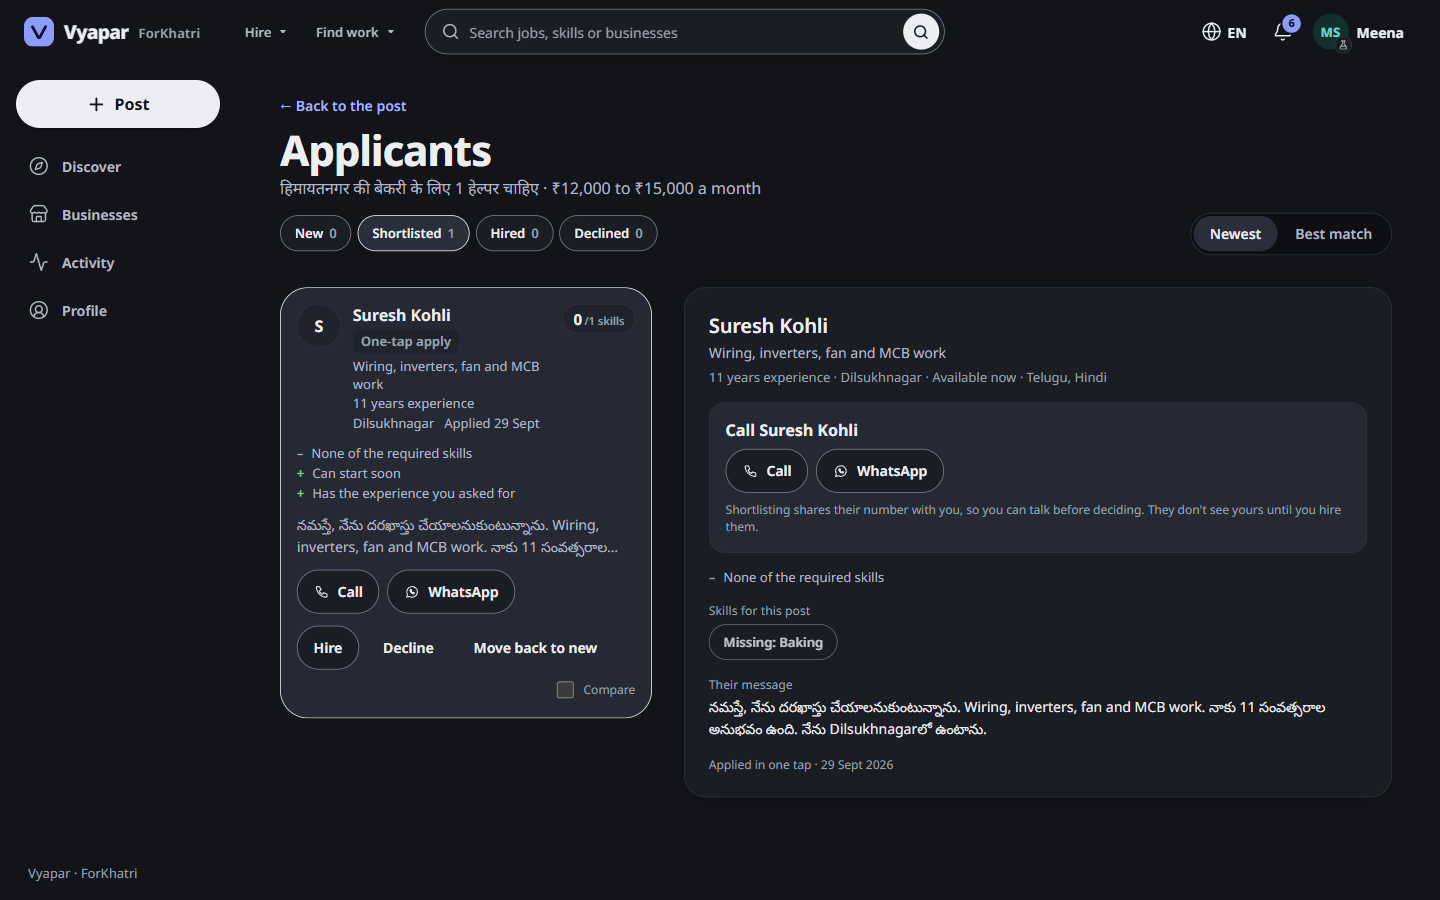 V Vyapar ForKhatri
Hire
Find work
Search jobs, skills or businesses
EN
6
MS
Meena
+ Post
Discover
Businesses
Activity
Profile
← Back to the post
Applicants
हिमायतनगर की बेकरी के लिए 1 हेल्पर चाहिए · ₹12,000 to ₹15,000 a month
New 0
Shortlisted 1
Hired 0
Declined 0
Newest
Best match
S
Suresh Kohli
0 /1 skills
One-tap apply
Wiring, inverters, fan and MCB
work
11 years experience
Dilsukhnagar Applied 29 Sept
– None of the required skills
+ Can start soon
+ Has the experience you asked for
నమస్తే, నేను దరఖాస్తు చేయాలనుకుంటున్నాను. Wiring,
inverters, fan and MCB work. నాకు 11 సంవత్సరాల...
Call
WhatsApp
Hire
Decline
Move back to new
Compare
Suresh Kohli
Wiring, inverters, fan and MCB work
11 years experience · Dilsukhnagar · Available now · Telugu, Hindi
Call Suresh Kohli
Call
WhatsApp
Shortlisting shares their number with you, so you can talk before deciding. They don't see yours until you hire
them.
– None of the required skills
Skills for this post
Missing: Baking
Their message
నమస్తే, నేను దరఖాస్తు చేయాలనుకుంటున్నాను. Wiring, inverters, fan and MCB work. నాకు 11 సంవత్సరాల
అనుభవం ఉంది. నేను Dilsukhnagarలో ఉంటాను.
Applied in one tap · 29 Sept 2026
Vyapar · ForKhatri